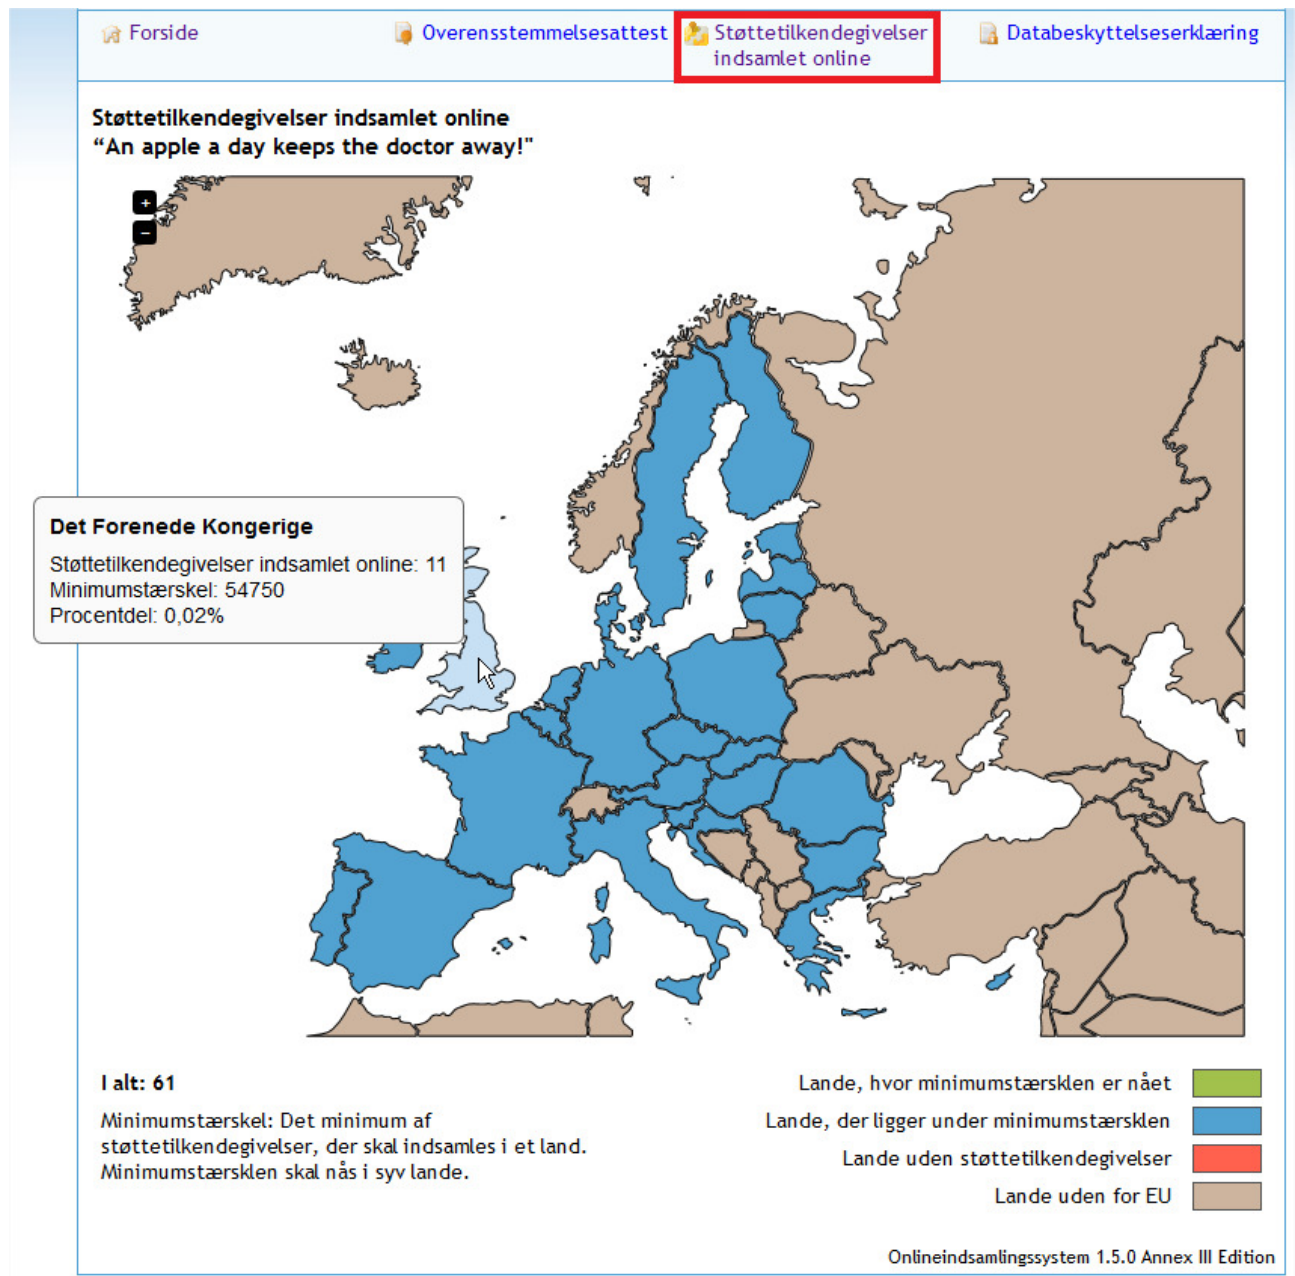 Forside
Overensstemmelsesattest
Støttetilkendegivelser
indsamlet online
Databeskyttelseserklæring
Støttetilkendegivelser indsamlet online
“An apple a day keeps the doctor away!"
+
−
Det Forenede Kongerige
Støttetilkendegivelser indsamlet online: 11
Minimumstærskel: 54750
Procentdel: 0,02%
I alt: 61
Minimumstærskel: Det minimum af
støttetilkendegivelser, der skal indsamles i et land.
Minimumstærsklen skal nås i syv lande.
Lande, hvor minimumstærsklen er nået
Lande, der ligger under minimumstærsklen
Lande uden støttetilkendegivelser
Lande uden for EU
Onlineindsamlingssystem 1.5.0 Annex III Edition